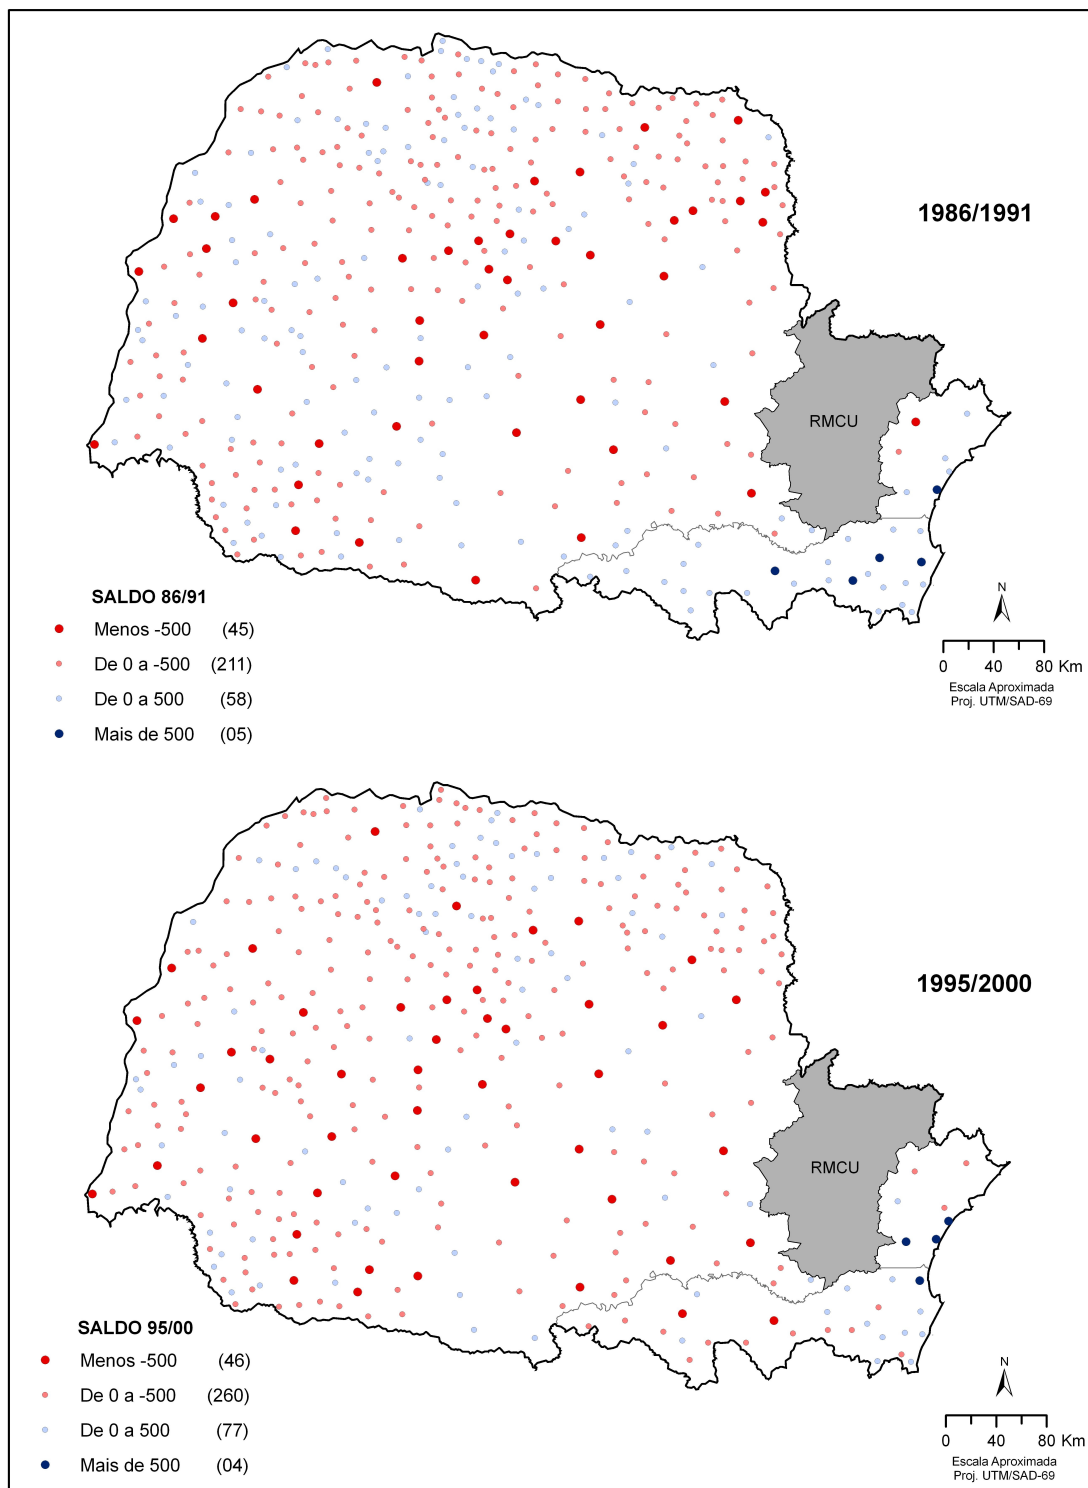 1986/1991
RMCU
SALDO 86/91
Menos -500 (45)
De 0 a -500 (211)
De 0 a 500 (58)
Mais de 500 (05)
N
0 40 80 Km
Escala Aproximada
Proj. UTM/SAD-69
1995/2000
RMCU
SALDO 95/00
Menos -500 (46)
De 0 a -500 (260)
De 0 a 500 (77)
Mais de 500 (04)
N
0 40 80 Km
Escala Aproximada
Proj. UTM/SAD-69